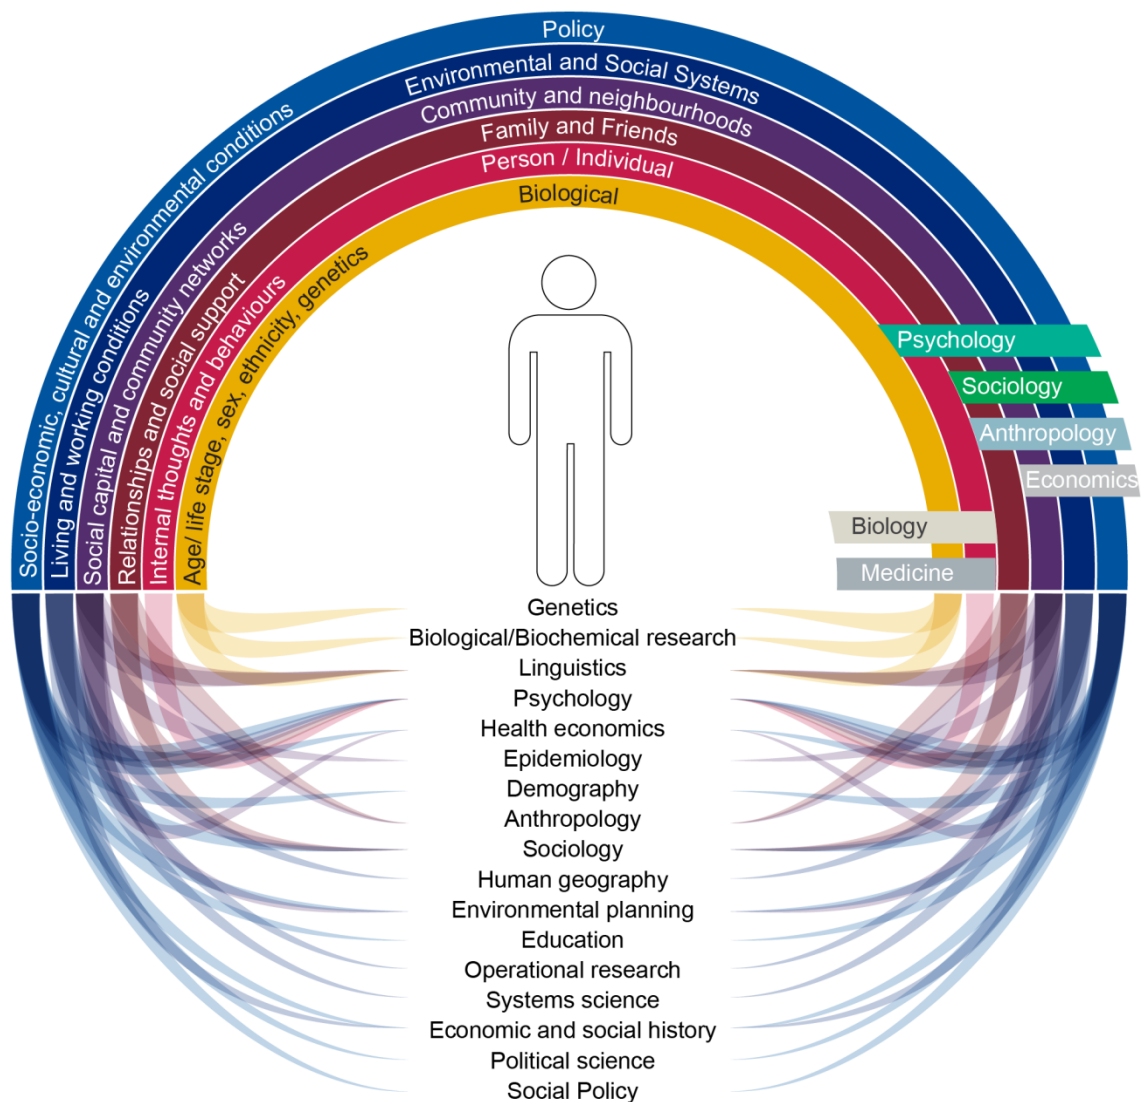 Policy
Environmental and Social Systems
Community and neighbourhoods
Family and Friends
Person / Individual
Biological
Socio-economic, cultural and environmental conditions
Living and working conditions
Social capital and community networks
Relationships and social support
Internal thoughts and behaviours
Age/ life stage, sex, ethnicity, genetics
Psychology
Sociology
Anthropology
Economics
Biology
Medicine
Genetics
Biological/Biochemical research
Linguistics
Psychology
Health economics
Epidemiology
Demography
Anthropology
Sociology
Human geography
Environmental planning
Education
Operational research
Systems science
Economic and social history
Political science
Social Policy